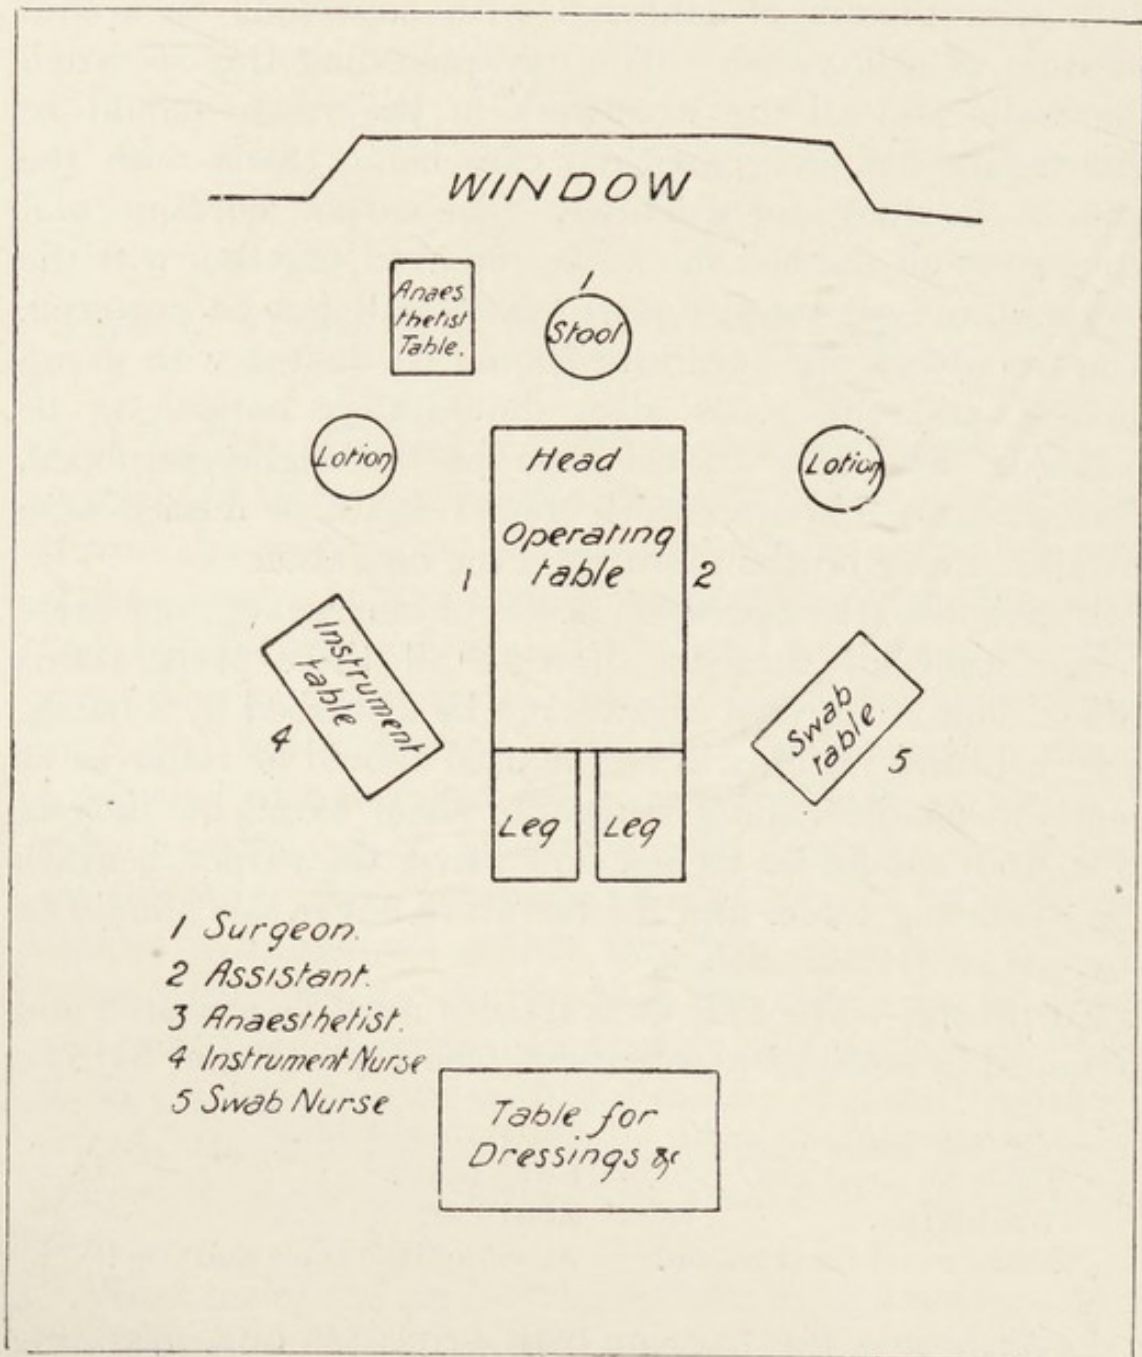 WINDOW
Anaes
thetist
Table.
1
Stool
Lotion
Head
Lotion
Operating
table
1
2
Instrument
table
4
Swab
table
5
Leg
Leg
1 Surgeon.
2 Assistant.
3 Anaesthetist.
4 Instrument Nurse
5 Swab Nurse
Table for
Dressings &c